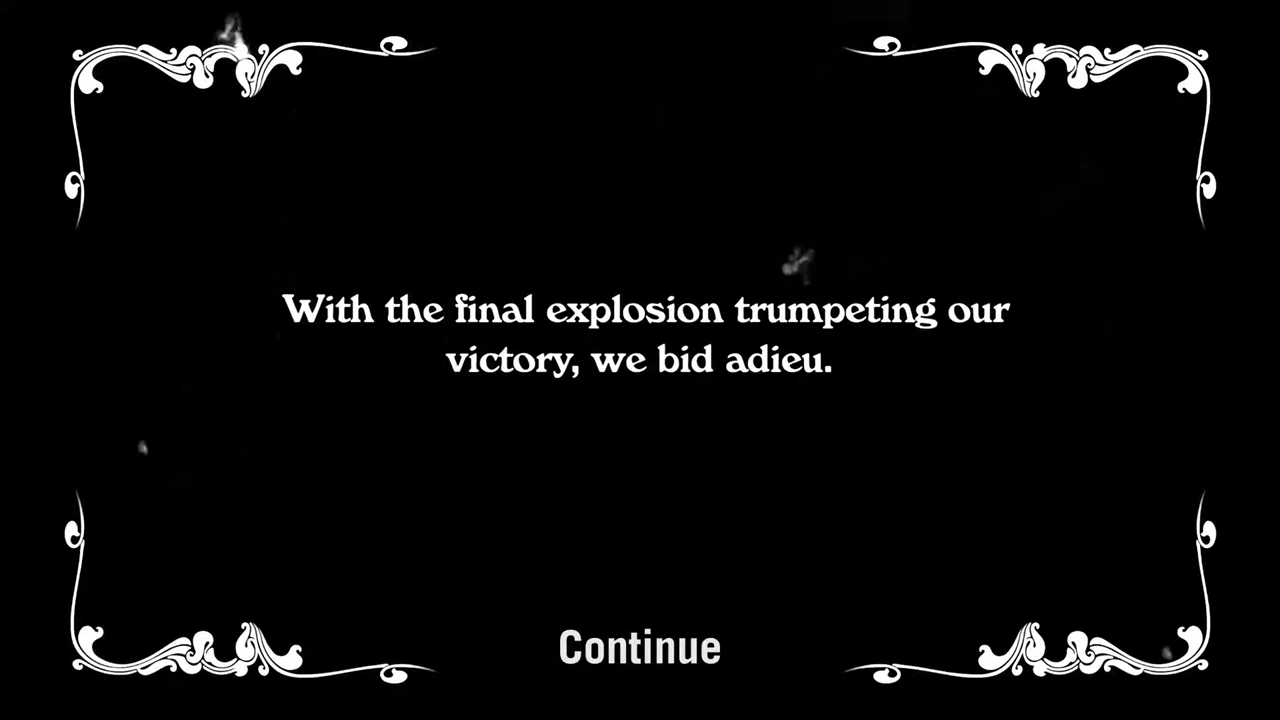 With the final explosion trumpeting our
victory, we bid adieu.
Continue